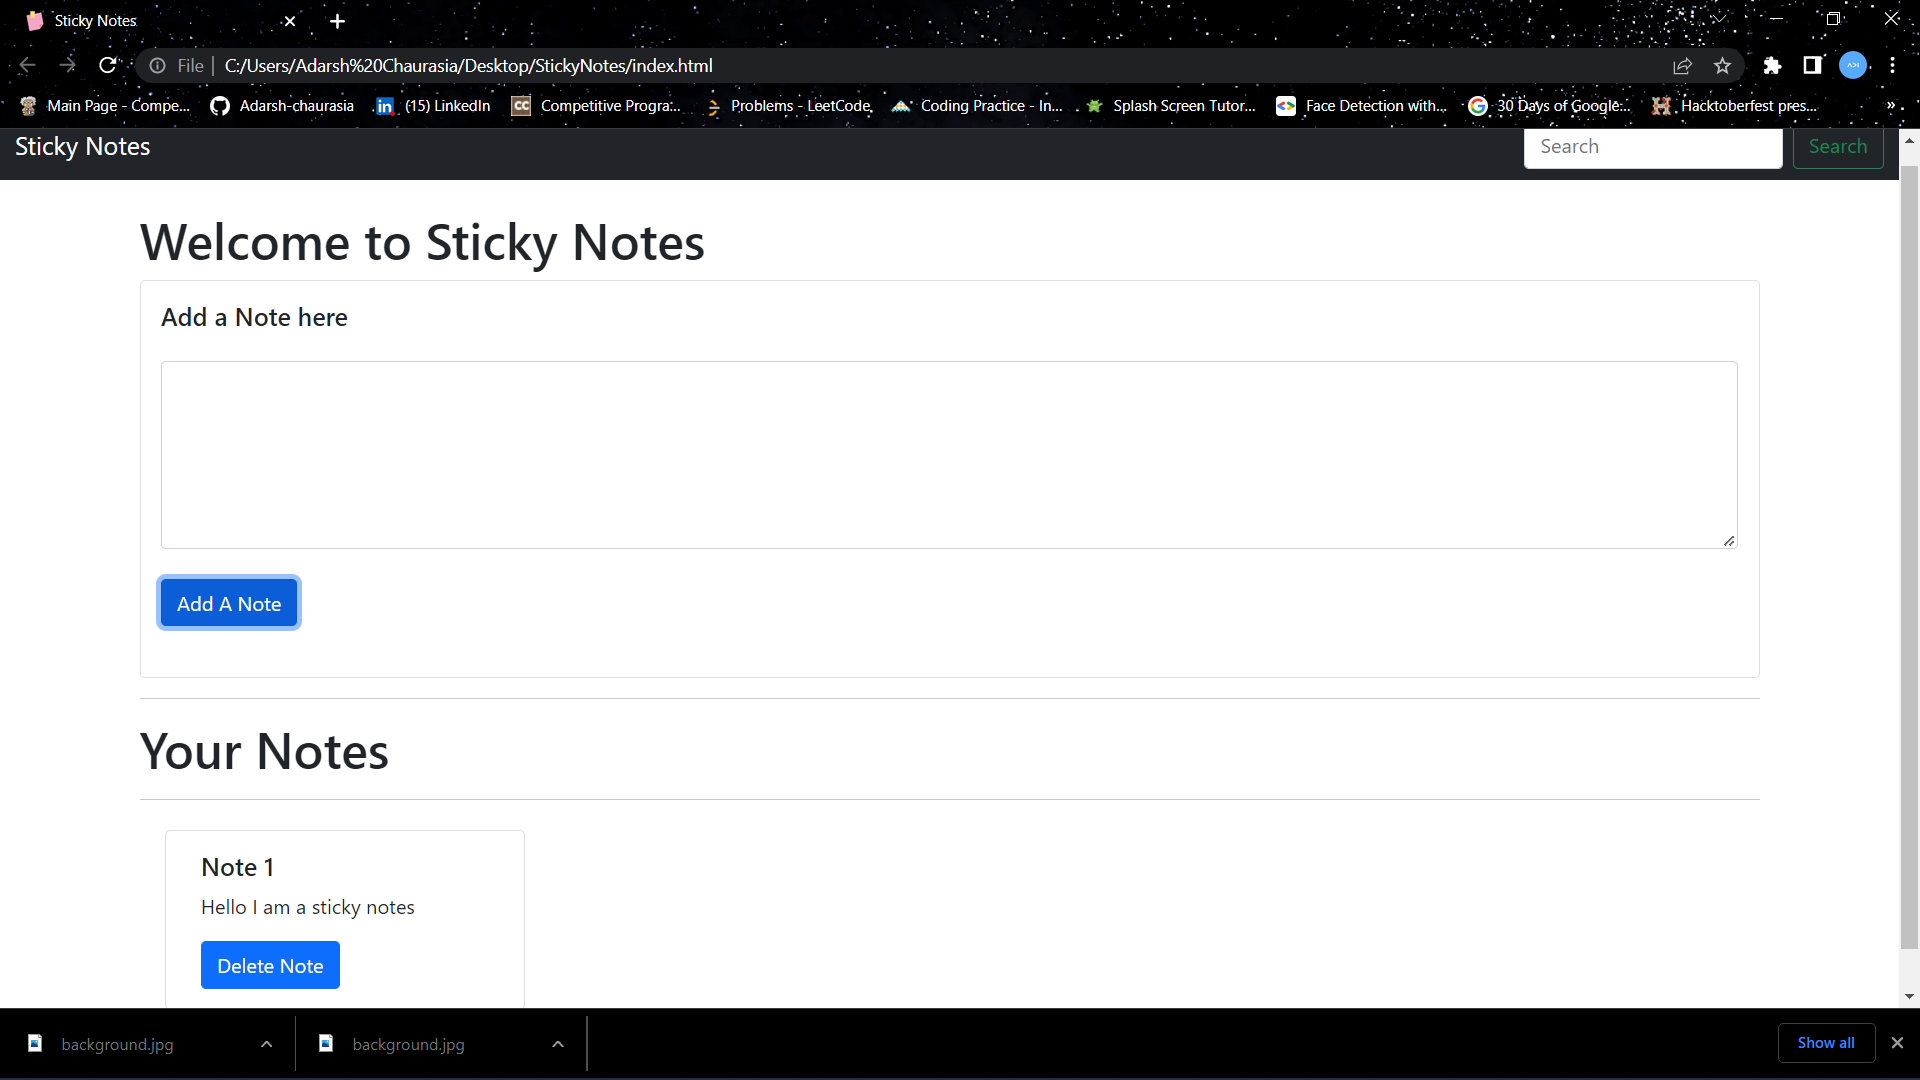 Sticky Notes
File
C:/Users/Adarsh%20Chaurasia/Desktop/StickyNotes/index.html
Main Page - Compe... Adarsh-chaurasia (15) LinkedIn CC Competitive Progra... Problems - LeetCode Coding Practice - In... Splash Screen Tutor... Face Detection with... 30 Days of Google:... Hacktoberfest pres... »
Sticky Notes Search Search
Welcome to Sticky Notes
Add a Note here
Add A Note
Your Notes
Note 1
Hello I am a sticky notes
Delete Note
background.jpg background.jpg Show all